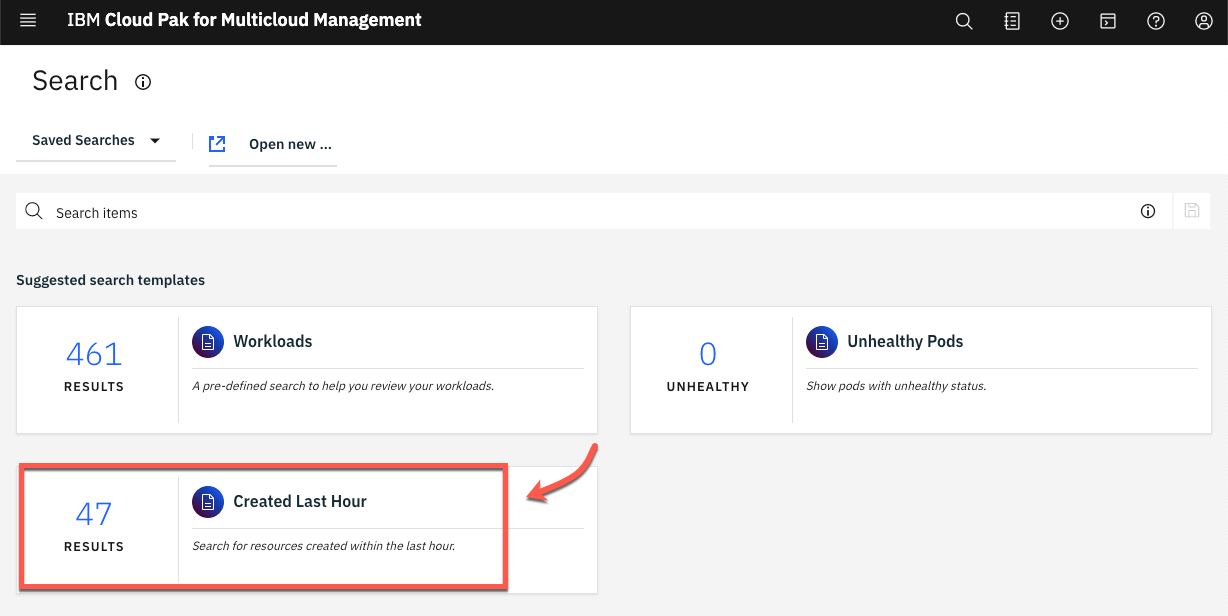 IBM Cloud Pak for Multicloud Management
Search
Saved Searches
Open new ...
Search items
Suggested search templates
461
RESULTS
Workloads
A pre-defined search to help you review your workloads.
0
UNHEALTHY
Unhealthy Pods
Show pods with unhealthy status.
47
RESULTS
Created Last Hour
Search for resources created within the last hour.